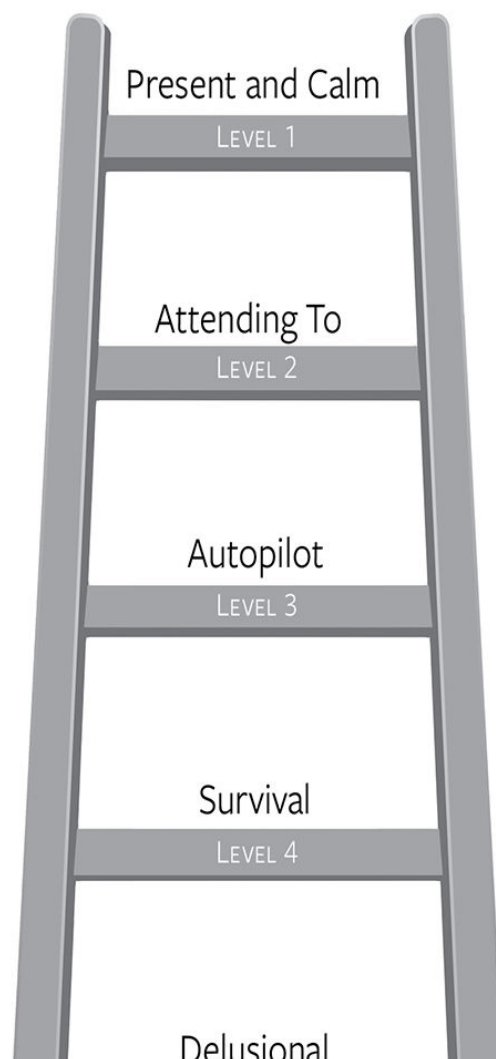 Present and Calm
LEVEL 1
Attending To
LEVEL 2
Autopilot
LEVEL 3
Survival
LEVEL 4
Delusional